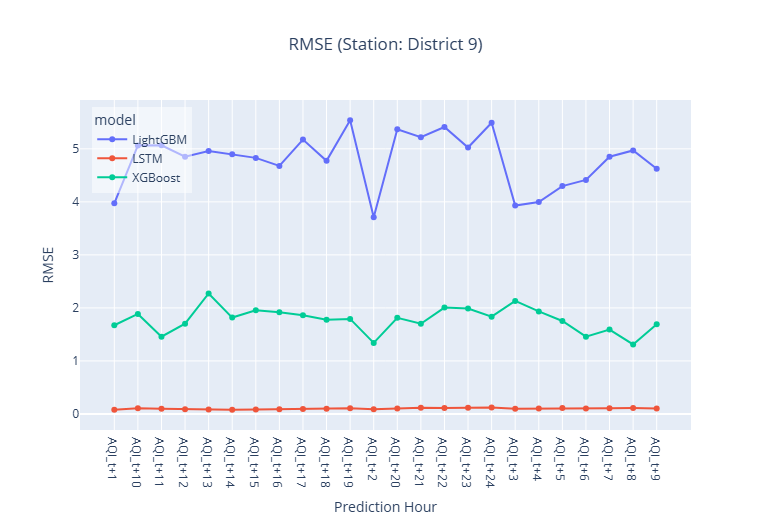 RMSE (Station: District 9)
model
LightGBM
LSTM
XGBoost
RMSE
5
4
3
2
1
0
AQI_t+1
AQI_t+10
AQI_t+11
AQI_t+12
AQI_t+13
AQI_t+14
AQI_t+15
AQI_t+16
AQI_t+17
AQI_t+18
AQI_t+19
AQI_t+2
AQI_t+20
AQI_t+21
AQI_t+22
AQI_t+23
AQI_t+24
AQI_t+3
AQI_t+4
AQI_t+5
AQI_t+6
AQI_t+7
AQI_t+8
AQI_t+9
Prediction Hour